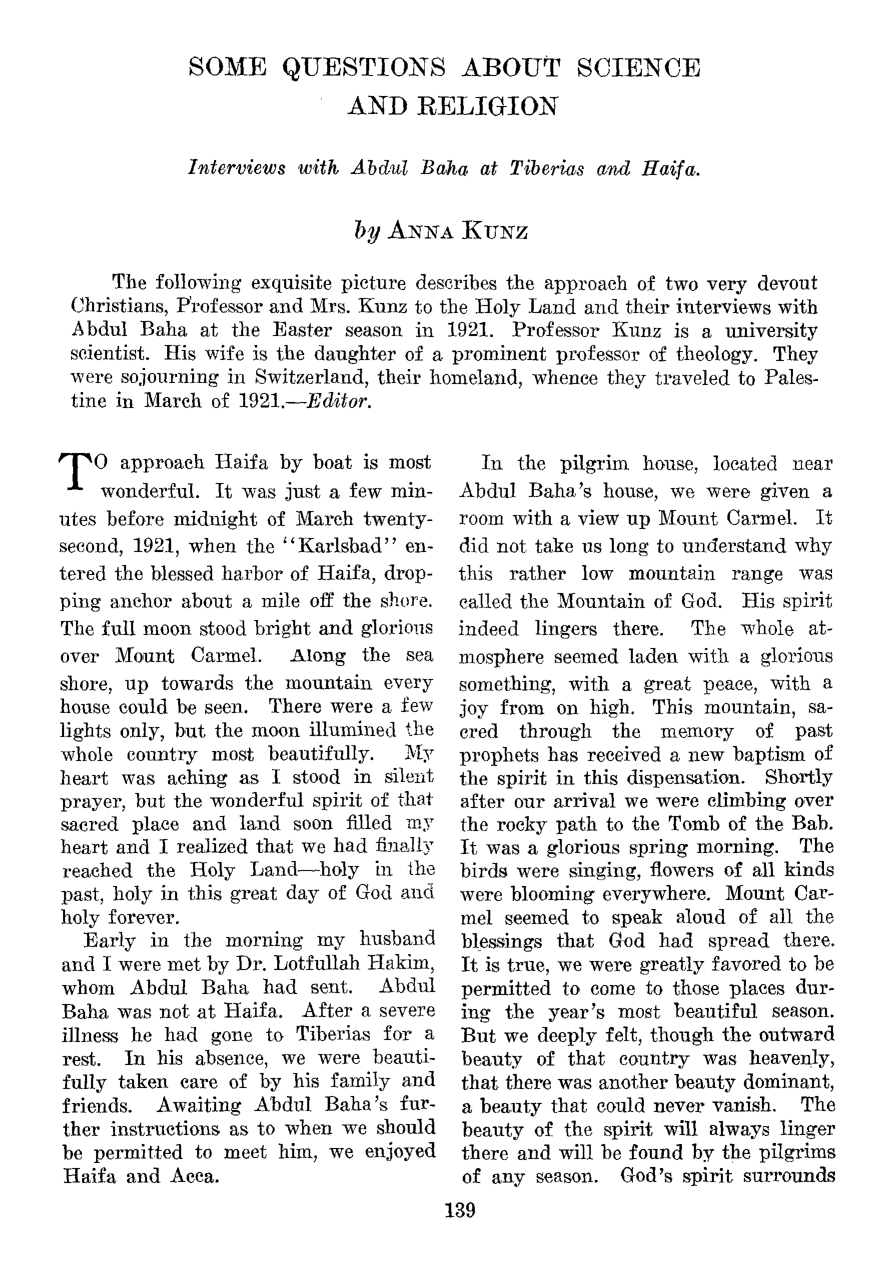 SOME QUESTIONS ABOUT SCIENCE
AND RELIGION
Interviews with Abdul Baha at Tiberias and Haifa.
by ANNA KUNZ
The following exquisite picture describes the approach of two very devout
Christians, Professor and Mrs. Kunz to the Holy Land and their interviews with
Abdul Baha at the Easter season in 1921. Professor Kunz is a university
scientist. His wife is the daughter of a prominent professor of theology. They
were sojourning in Switzerland, their homeland, whence they traveled to Pales-
tine in March of 1921.—Editor.
TO approach Haifa by boat is most
wonderful. It was just a few min-
utes before midnight of March twenty-
second, 1921, when the "Karlsbad" en-
tered the blessed harbor of Haifa, drop-
ping anchor about a mile off the shore.
The full moon stood bright and glorious
over Mount Carmel. Along the sea
shore, up towards the mountain every
house could be seen. There were a few
lights only, but the moon illumined the
whole country most beautifully. My
heart was aching as I stood in silent
prayer, but the wonderful spirit of that
sacred place and land soon filled my
heart and I realized that we had finally
reached the Holy Land—holy in the
past, holy in this great day of God and
holy forever.
Early in the morning my husband
and I were met by Dr. Lotfullah Hakim,
whom Abdul Baha had sent. Abdul
Baha was not at Haifa. After a severe
illness he had gone to Tiberias for a
rest. In his absence, we were beauti-
fully taken care of by his family and
friends. Awaiting Abdul Baha's fur-
ther instructions as to when we should
be permitted to meet him, we enjoyed
Haifa and Acca.
In the pilgrim house, located near
Abdul Baha's house, we were given a
room with a view up Mount Carmel. It
did not take us long to understand why
this rather low mountain range was
called the Mountain of God. His spirit
indeed lingers there. The whole at-
mosphere seemed laden with a glorious
something, with a great peace, with a
joy from on high. This mountain, sa-
cred through the memory of past
prophets has received a new baptism of
the spirit in this dispensation. Shortly
after our arrival we were climbing over
the rocky path to the Tomb of the Bab.
It was a glorious spring morning. The
birds were singing, flowers of all kinds
were blooming everywhere. Mount Car-
mel seemed to speak aloud of all the
blessings that God had spread there.
It is true, we were greatly favored to be
permitted to come to those places dur-
ing the year's most beautiful season.
But we deeply felt, though the outward
beauty of that country was heavenly,
that there was another beauty dominant,
a beauty that could never vanish. The
beauty of the spirit will always linger
there and will be found by the pilgrims
of any season. God's spirit surrounds
139